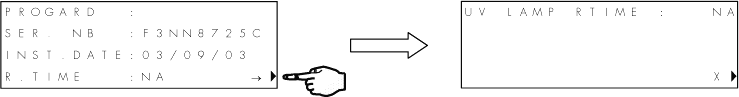 PROGARD :
SER. NB : F3NN8725C
INST.DATE : 03/09/03
R.TIME : NA →
UV LAMP RTIME : NA
X